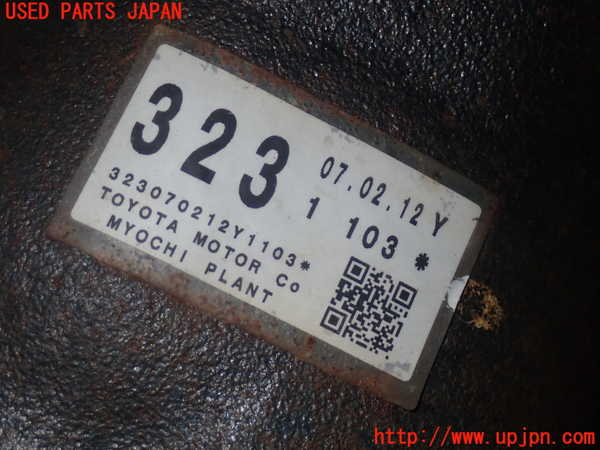 USED PARTS JAPAN
323
07.02.12 Y
1 103 *
323070212Y1103*
TOYOTA MOTOR Co
MYOCHI PLANT
http://www.upjpn.com